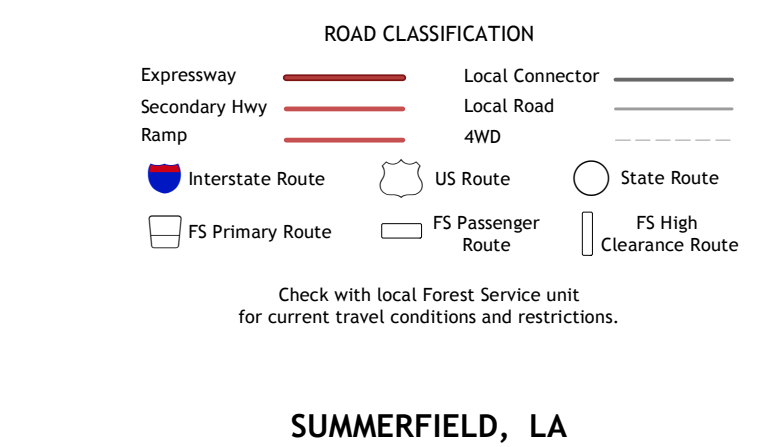 ROAD CLASSIFICATION
Expressway
Local Connector
Secondary Hwy
Local Road
Ramp
4WD
Interstate Route
US Route
State Route
FS Primary Route
FS Passenger
Route
FS High
Clearance Route
Check with local Forest Service unit
for current travel conditions and restrictions.
SUMMERFIELD, LA